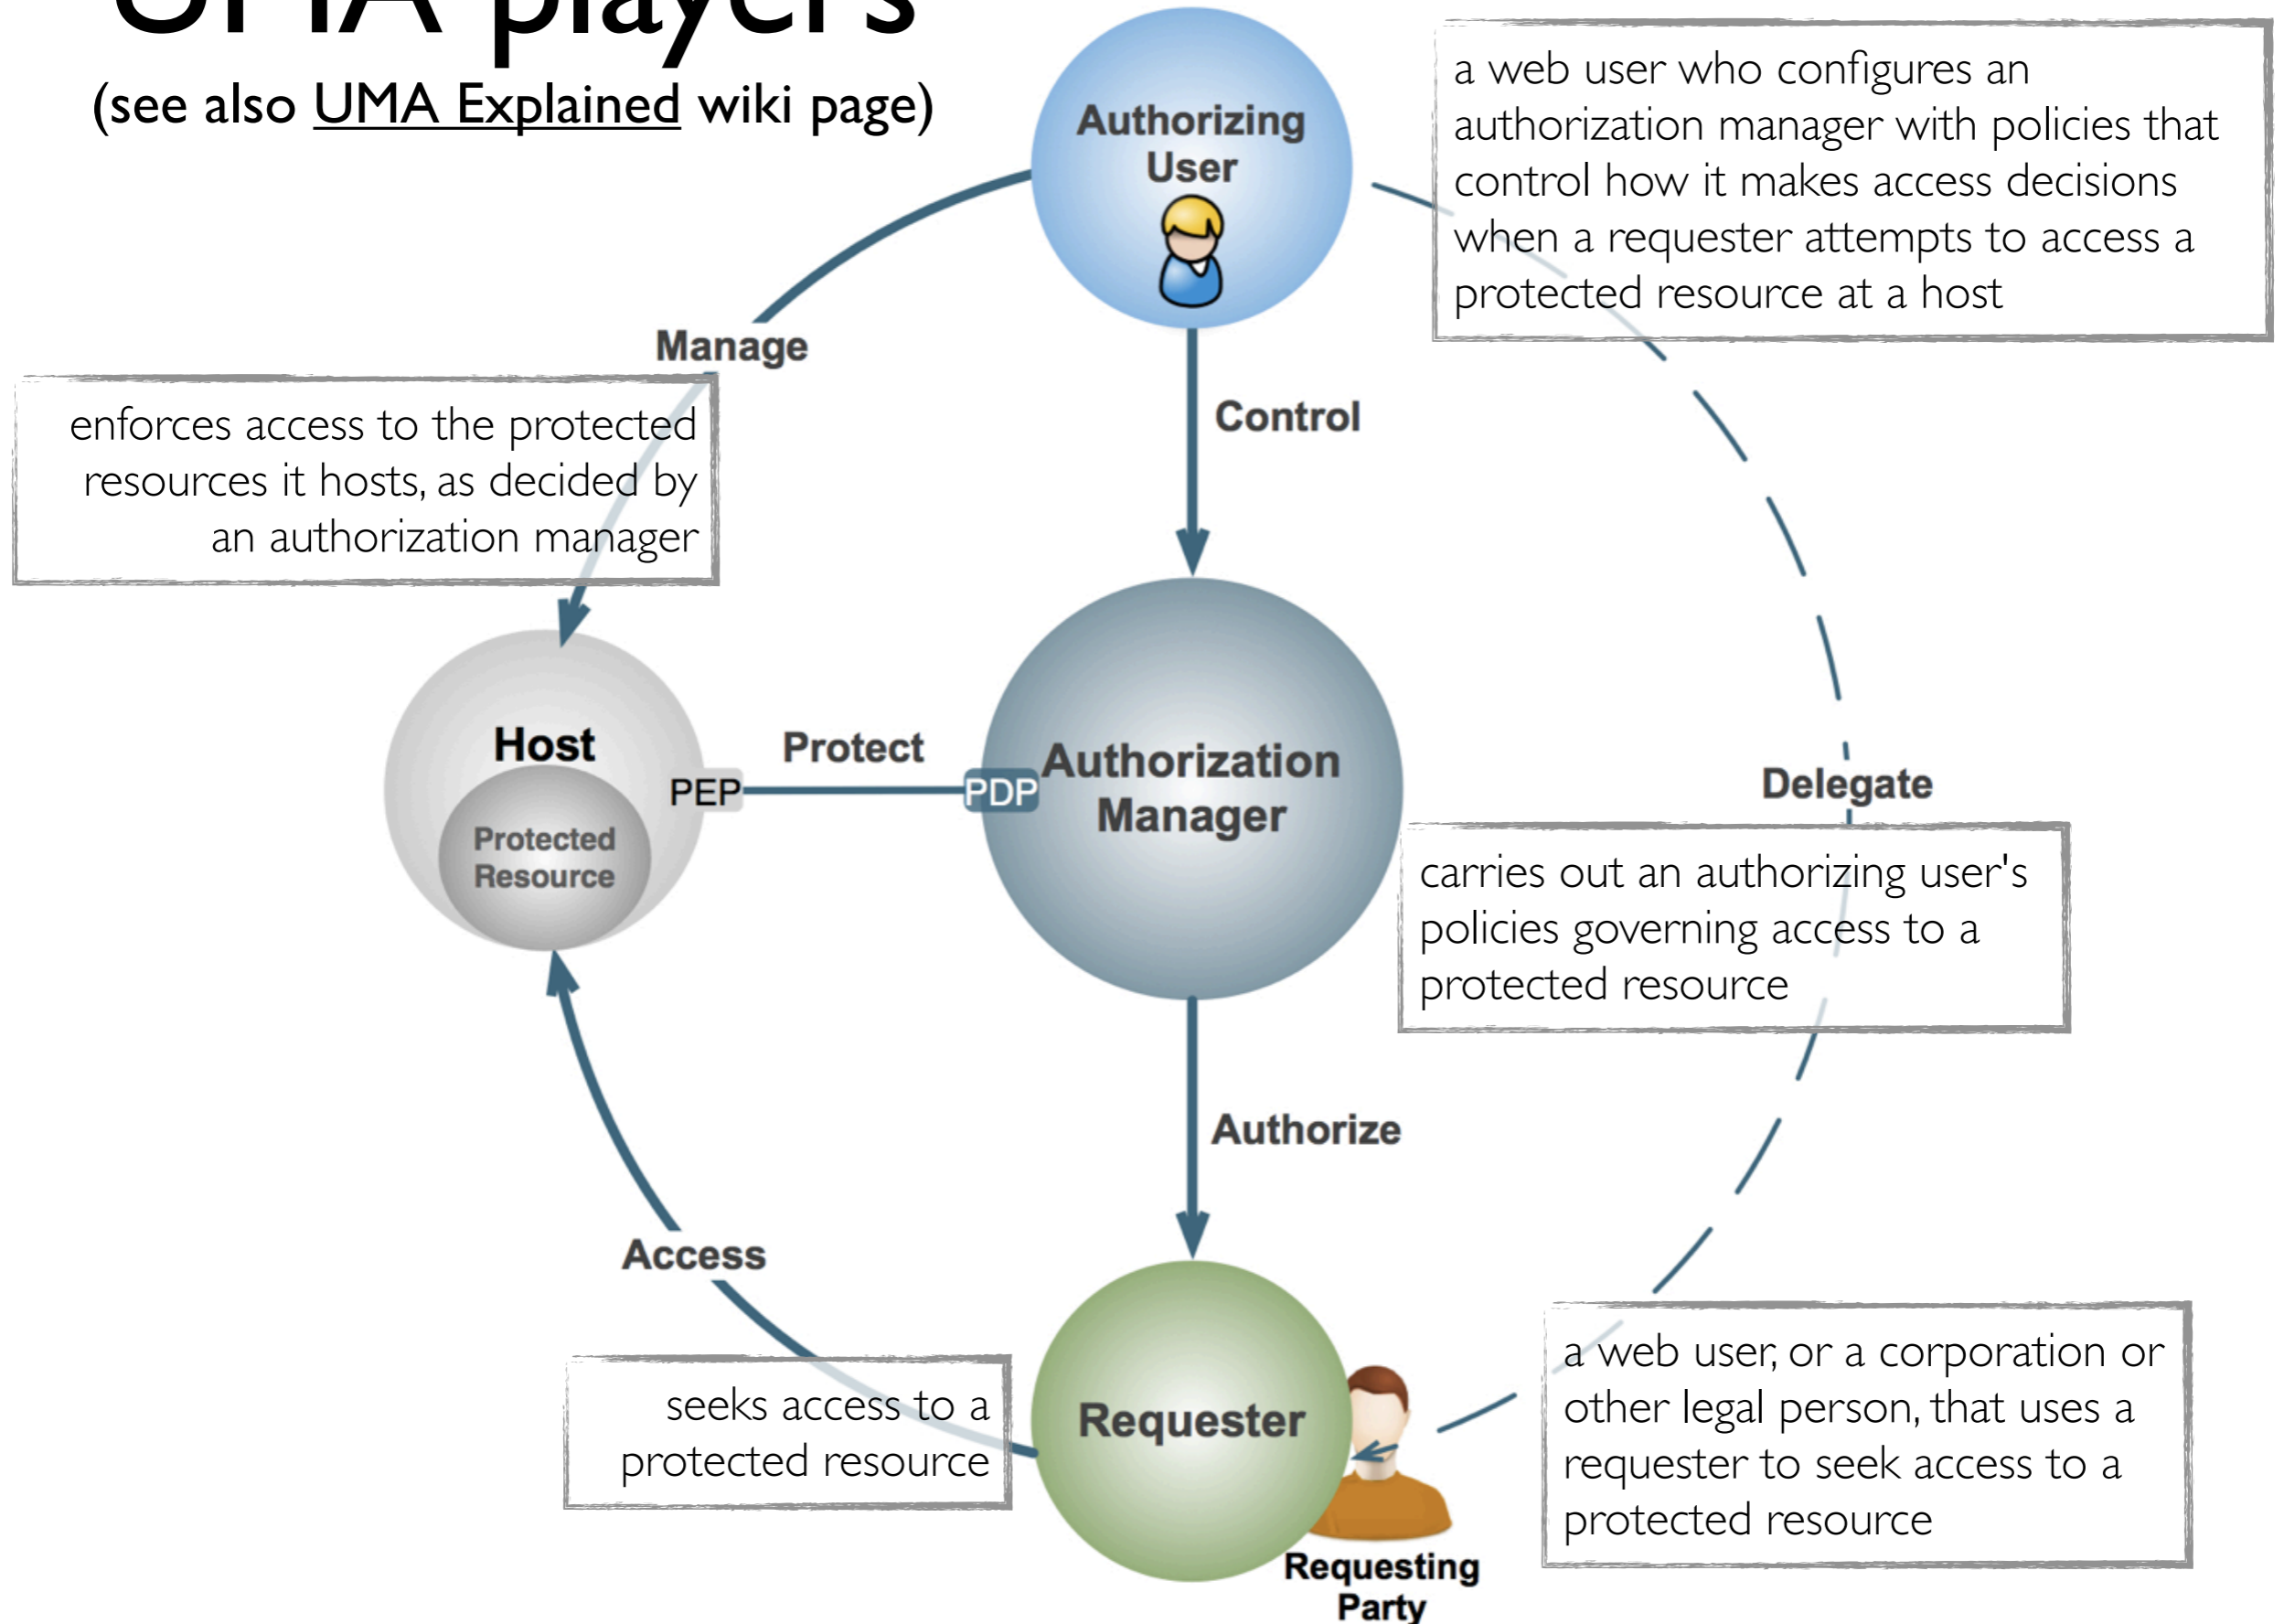 UMA players
(see also UMA Explained wiki page)
Authorizing
User
a web user who configures an
authorization manager with policies that
control how it makes access decisions
when a requester attempts to access a
protected resource at a host
Manage
enforces access to the protected
resources it hosts, as decided by
an authorization manager
Control
Host
Protected
Resource
PEP
Protect
PDP
Authorization
Manager
Delegate
carries out an authorizing user's
policies governing access to a
protected resource
Authorize
Access
seeks access to a
protected resource
Requester
Requesting
Party
a web user, or a corporation or
other legal person, that uses a
requester to seek access to a
protected resource